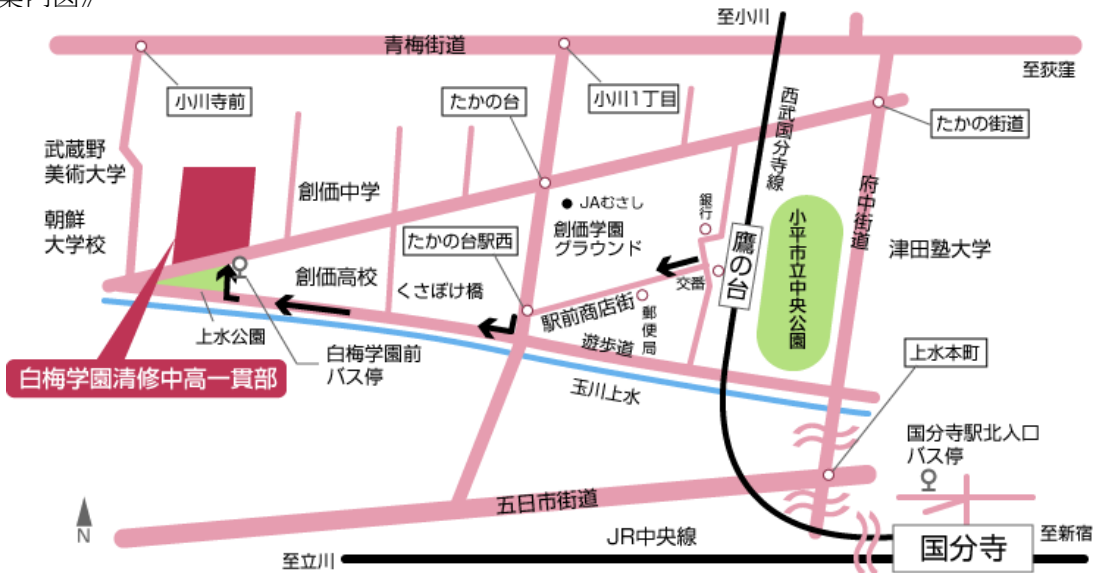 案内図》
至小川
青梅街道
至荻窪
小川寺前
たかの台
小川1丁目
西武国分寺線
たかの街道
武蔵野
美術大学
創価中学
府中街道
朝鮮
大学校
JAむさし
創価学園
グラウンド
銀行
小平市立中央公園
津田塾大学
たかの台駅西
鷹の台
創価高校
くさぼけ橋
交番
駅前商店街
郵便局
遊歩道
上水公園
白梅学園前
バス停
上水本町
白梅学園清修中高一貫部
玉川上水
国分寺駅北入口
バス停
五日市街道
N
JR中央線
至立川
国分寺
至新宿